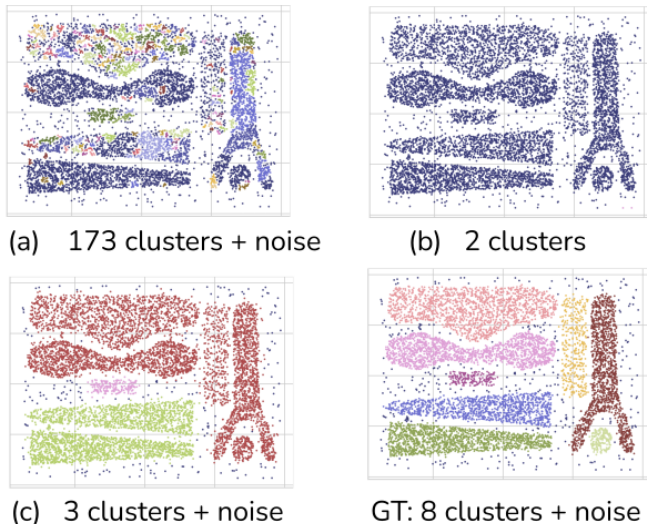 (a) 173 clusters + noise
(b) 2 clusters
(c) 3 clusters + noise
GT: 8 clusters + noise